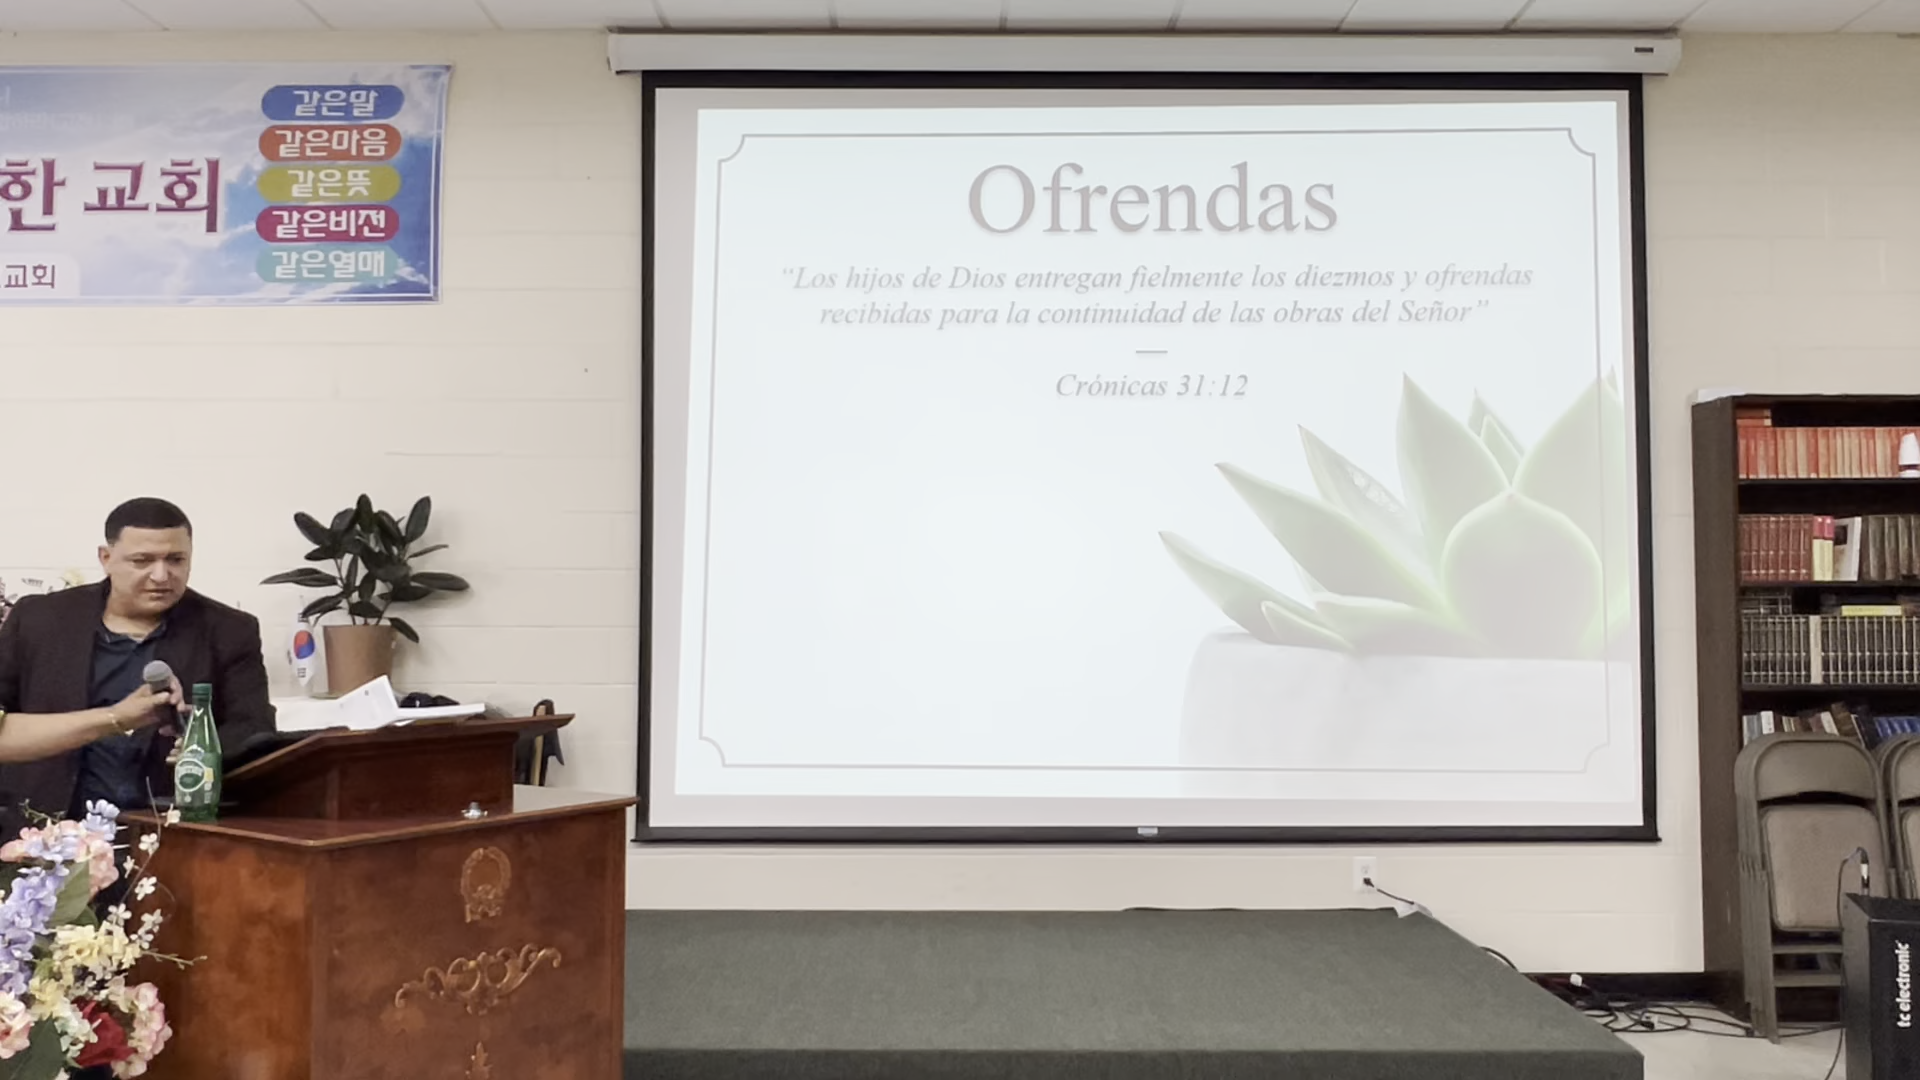 같은말
같은마음
같은뜻
같은비전
같은열매
한 교회
교회
Ofrendas
“Los hijos de Dios entregan fielmente los diezmos y ofrendas
recibidas para la continuidad de las obras del Señor”
—
Crónicas 31:12
tc electronic